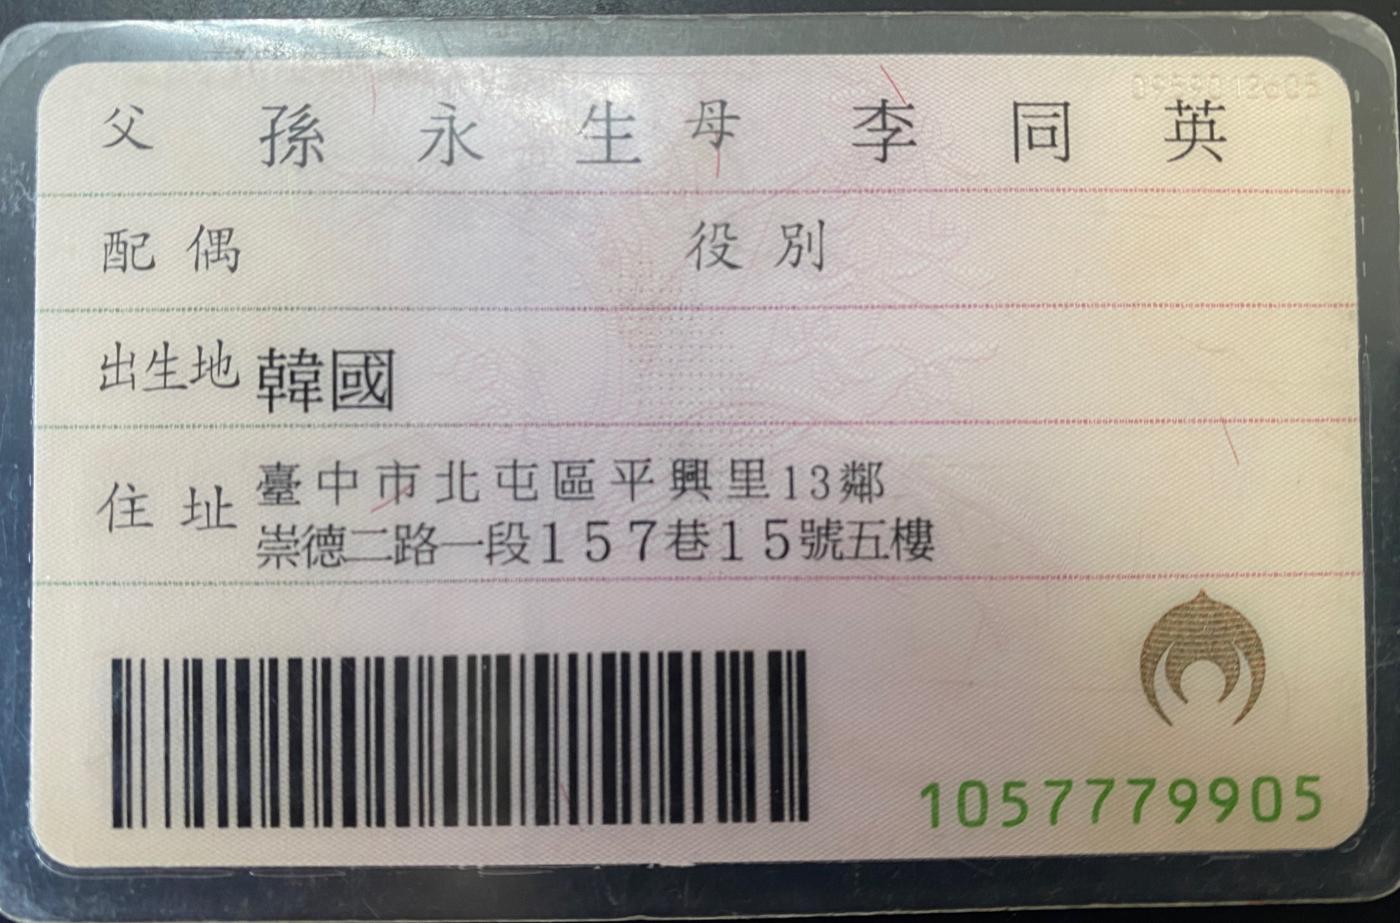 父 孫永生 母 李同英
配偶 役別
出生地 韓國
住址 臺中市北屯區平興里13鄰
崇德二路一段157巷15號五樓
1057779905